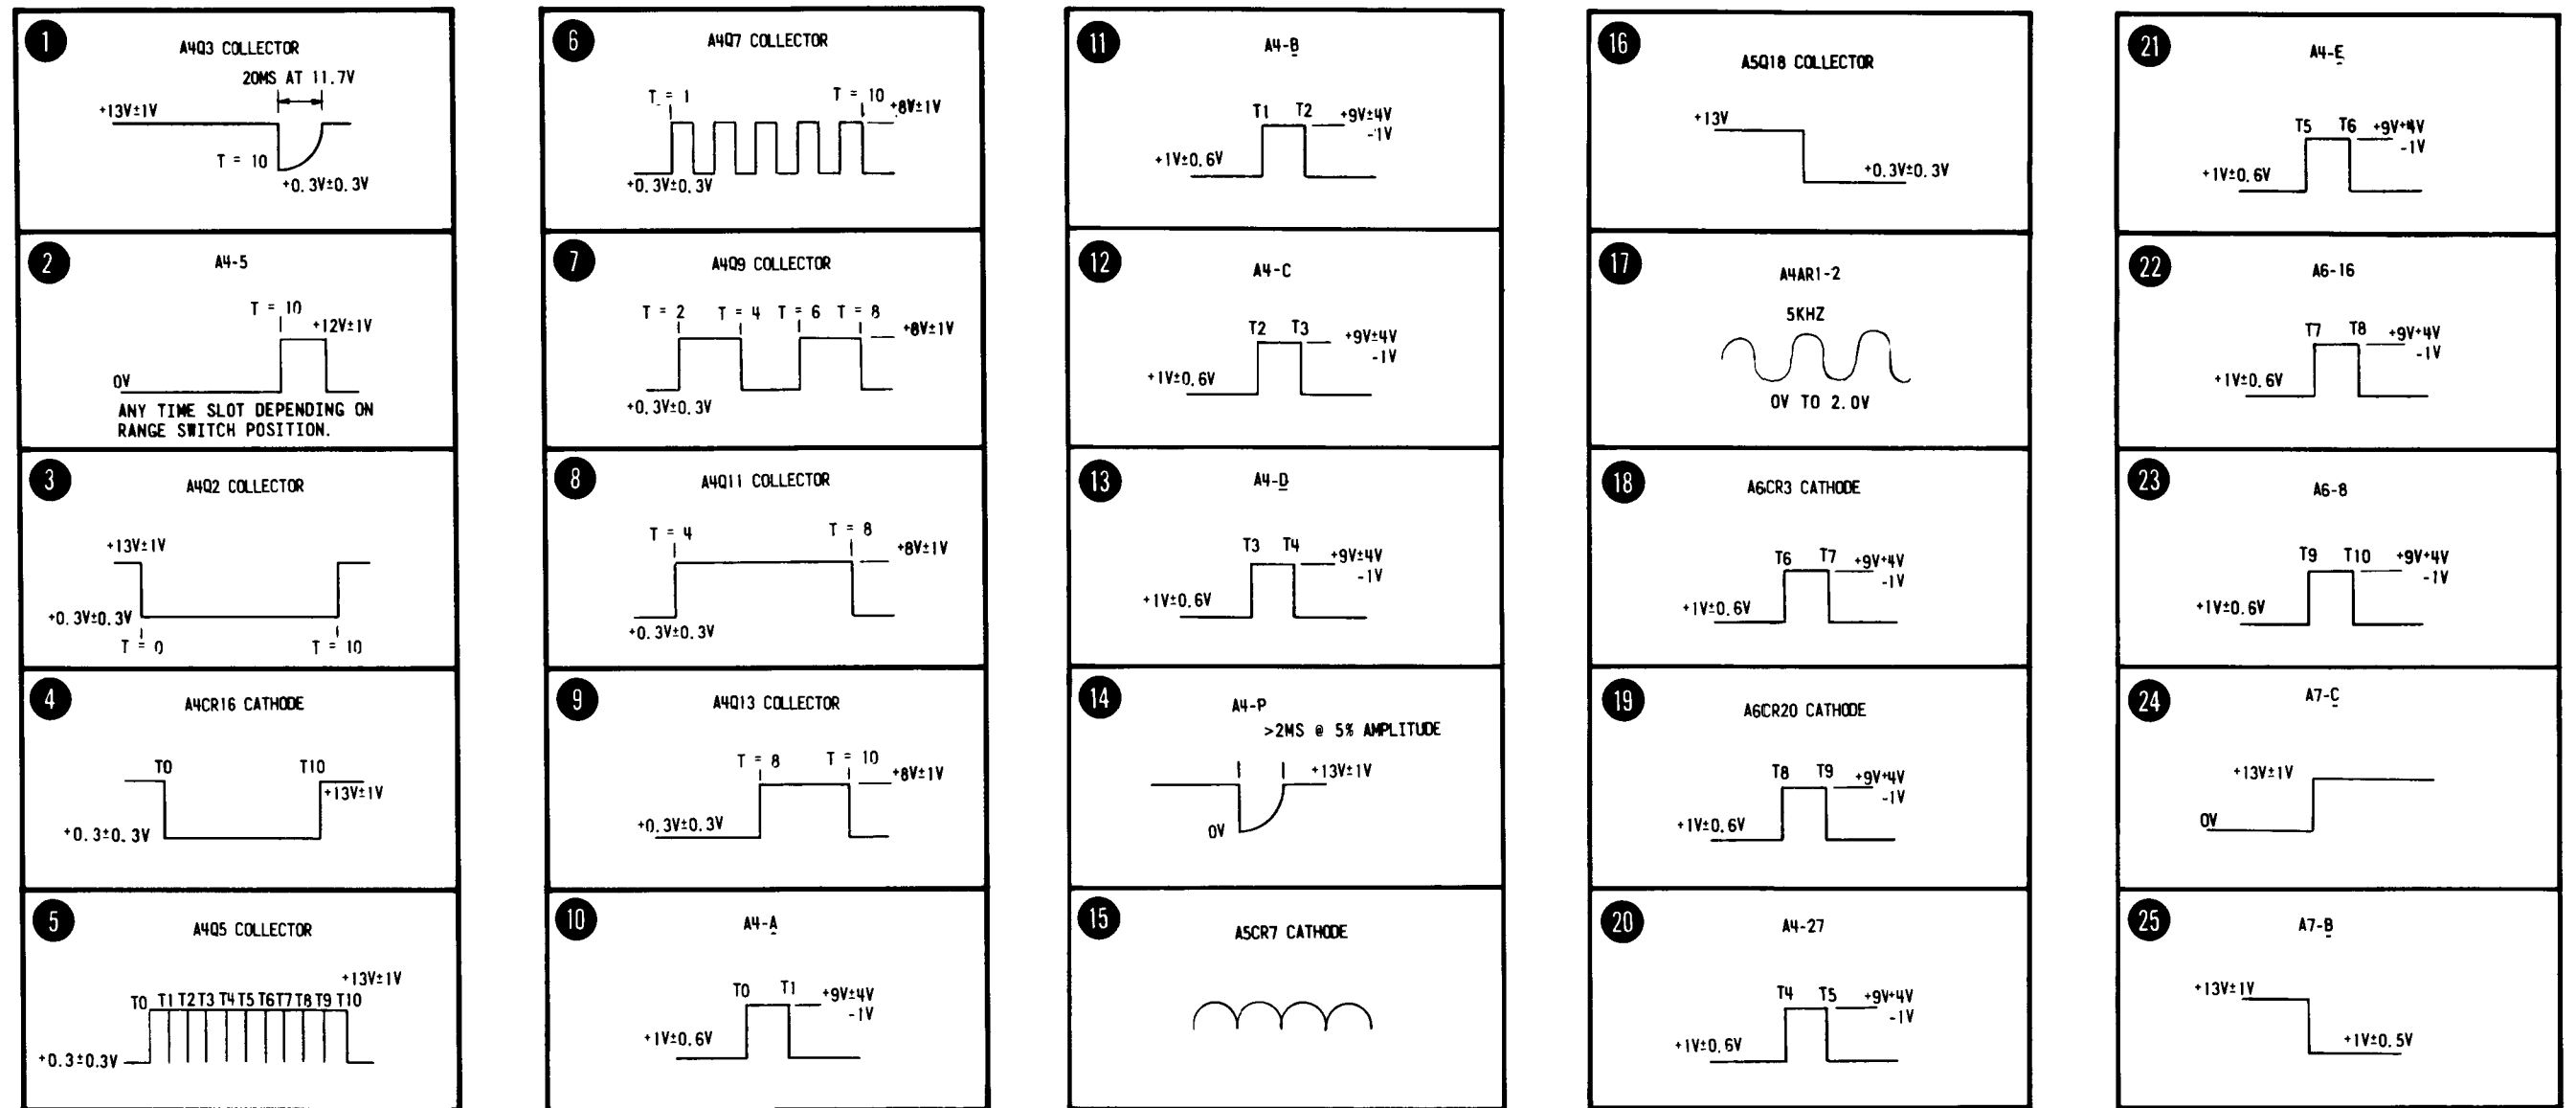 1
A4Q3 COLLECTOR
20MS AT 11.7V
+13V±1V
T = 10
+0.3V±0.3V
2
A4-5
T = 10
+12V±1V
0V
ANY TIME SLOT DEPENDING ON
RANGE SWITCH POSITION.
3
A4Q2 COLLECTOR
+13V±1V
+0.3V±0.3V
T = 0
T = 10
4
A4CR16 CATHODE
T0
T10
+13V±1V
+0.3±0.3V
5
A4Q5 COLLECTOR
+13V±1V
T0 T1 T2 T3 T4 T5 T6 T7 T8 T9 T10
+0.3±0.3V
6
A4Q7 COLLECTOR
T = 1
T = 10
+8V±1V
+0.3V±0.3V
7
A4Q9 COLLECTOR
T = 2 T = 4 T = 6 T = 8
+8V±1V
+0.3V±0.3V
8
A4Q11 COLLECTOR
T = 4
T = 8
+8V±1V
+0.3V±0.3V
9
A4Q13 COLLECTOR
T = 8
T = 10
+8V±1V
+0.3V±0.3V
10
A4-A
T0 T1
+9V±4V
-1V
+1V±0.6V
11
A4-B
T1 T2
+9V±4V
-1V
+1V±0.6V
12
A4-C
T2 T3
+9V±4V
-1V
+1V±0.6V
13
A4-D
T3 T4
+9V±4V
-1V
+1V±0.6V
14
A4-P
>2MS @ 5% AMPLITUDE
+13V±1V
0V
15
A5CR7 CATHODE
16
A5Q18 COLLECTOR
+13V
+0.3V±0.3V
17
A4AR1-2
5KHZ
0V TO 2.0V
18
A6CR3 CATHODE
T6 T7
+9V+4V
-1V
+1V±0.6V
19
A6CR20 CATHODE
T8 T9
+9V+4V
-1V
+1V±0.6V
20
A4-27
T4 T5
+9V+4V
-1V
+1V±0.6V
21
A4-E
T5 T6
+9V+4V
-1V
+1V±0.6V
22
A6-16
T7 T8
+9V+4V
-1V
+1V±0.6V
23
A6-8
T9 T10
+9V+4V
-1V
+1V±0.6V
24
A7-C
+13V±1V
0V
25
A7-B
+13V±1V
+1V±0.5V